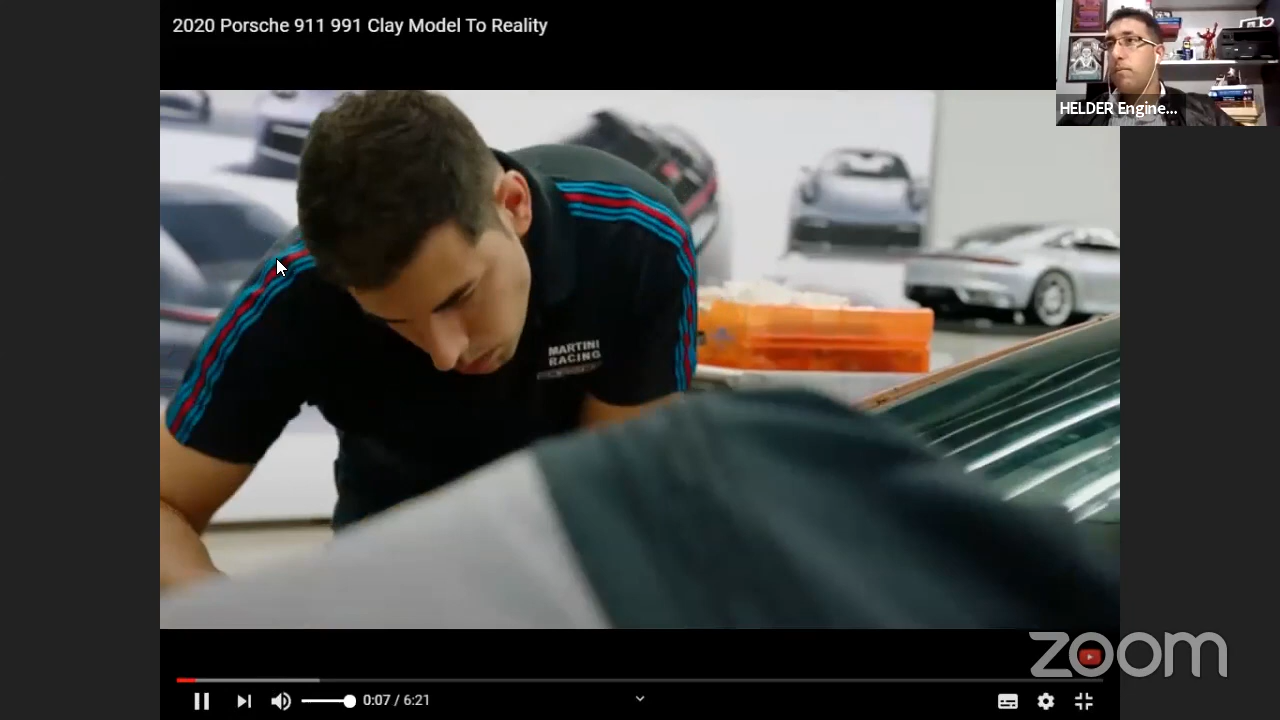 2020 Porsche 911 991 Clay Model To Reality
HELDER Engine...
MARTINI
RACING
zoom
0:07 / 6:21